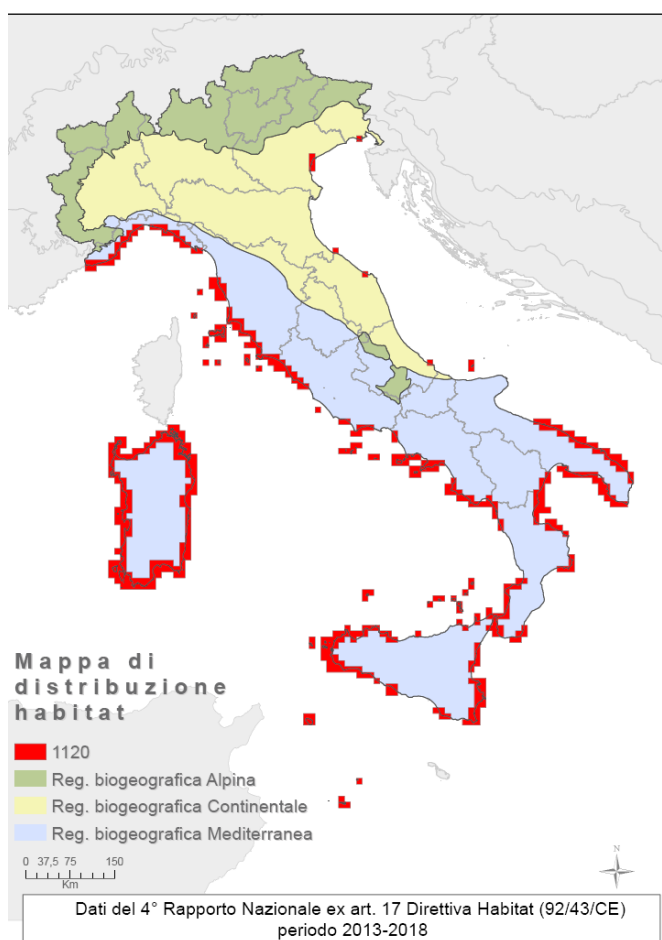 Mappa di
distribuzione
habitat
1120
Reg. biogeografica Alpina
Reg. biogeografica Continentale
Reg. biogeografica Mediterranea
0 37,5 75 150
Km
N
Dati del 4° Rapporto Nazionale ex art. 17 Direttiva Habitat (92/43/CE)
periodo 2013-2018